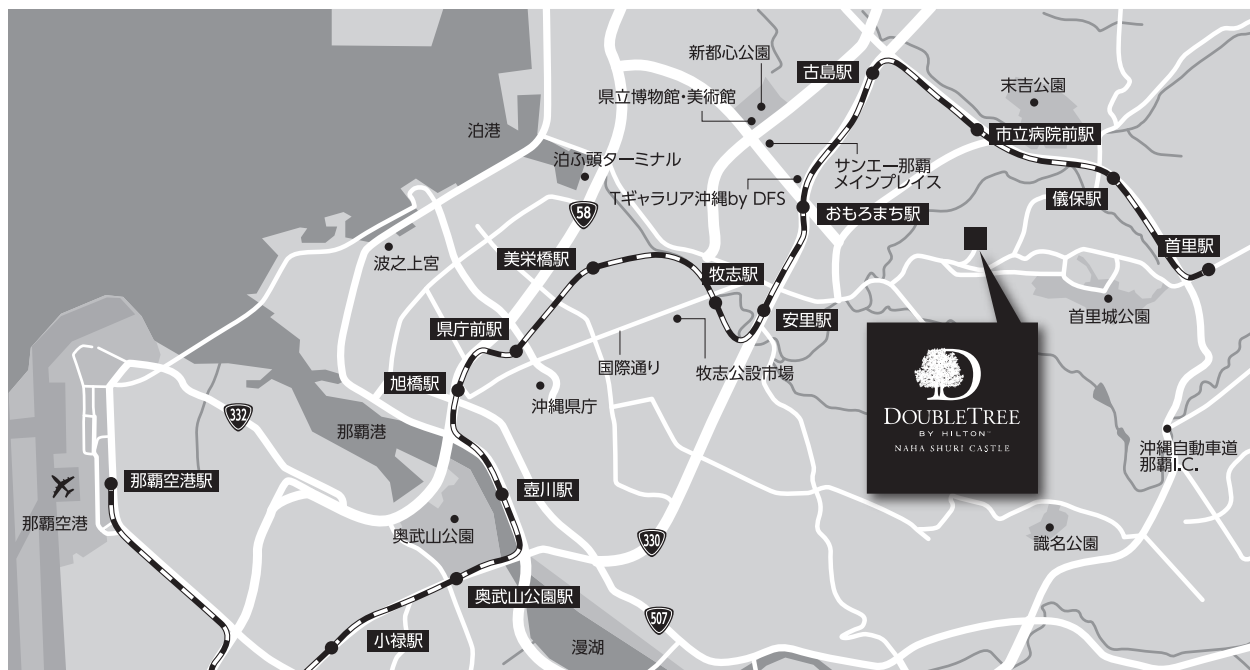 新都心公園
古島駅
末吉公園
県立博物館・美術館
市立病院前駅
泊港
泊ふ頭ターミナル
サンエー那覇
メインプレイス
Tギャラリア沖縄by DFS
儀保駅
58
おもろまち駅
首里駅
波之上宮
美栄橋駅
牧志駅
首里城公園
県庁前駅
安里駅
国際通り
牧志公設市場
旭橋駅
沖縄県庁
332
那覇港
D
DOUBLETREE
BY HILTON™
NAHA SHURI CASTLE
沖縄自動車道
那覇I.C.
那覇空港駅
壺川駅
那覇空港
奥武山公園
330
識名公園
奥武山公園駅
507
小禄駅
漫湖